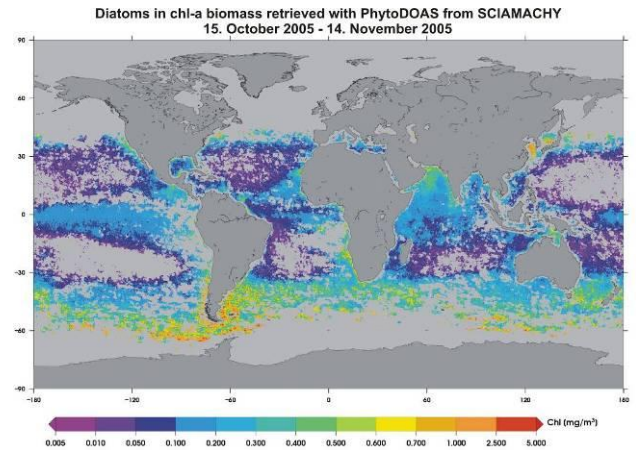 Diatoms in chl-a biomass retrieved with PhytoDOAS from SCIAMACHY
15. October 2005 - 14. November 2005
90
60
30
0
-30
-60
-90
-180 -120 -60 0 60 120 180
Chl (mg/m³)
0.005 0.010 0.050 0.100 0.200 0.300 0.400 0.500 0.600 0.700 1.000 2.500 5.000